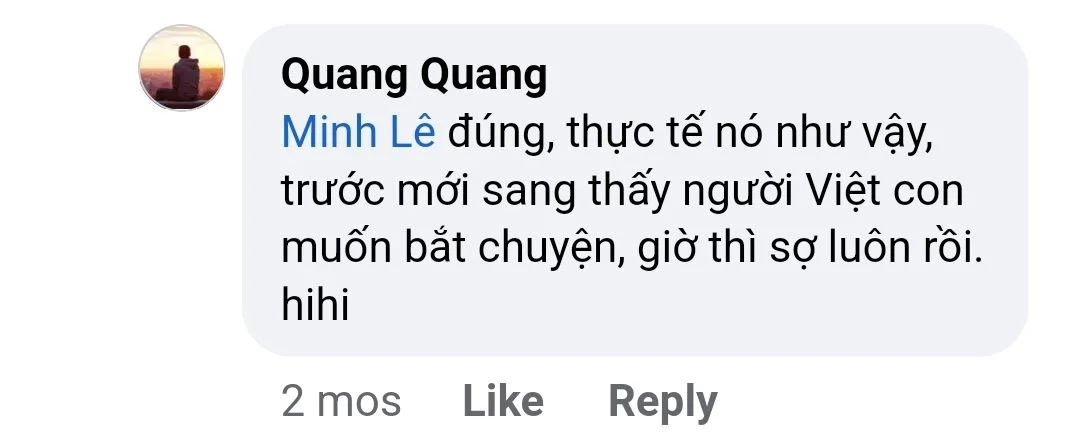 Quang Quang
Minh Lê đúng, thực tế nó như vậy,
trước mới sang thấy người Việt con
muốn bắt chuyện, giờ thì sợ luôn rồi.
hihi
2 mos Like Reply